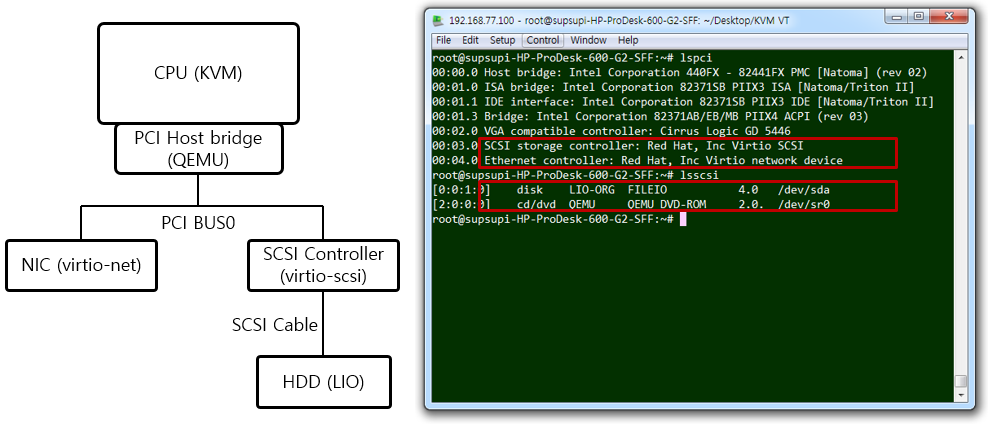 CPU (KVM)
PCI Host bridge
(QEMU)
PCI BUS0
NIC (virtio-net)
SCSI Controller
(virtio-scsi)
SCSI Cable
HDD (LIO)
192.168.77.100 - root@supsupi-HP-ProDesk-600-G2-SFF: ~/Desktop/KVM VT
File Edit Setup Control Window Help
root@supsupi-HP-ProDesk-600-G2-SFF:~# lspci
00:00.0 Host bridge: Intel Corporation 440FX - 82441FX PMC [Natoma] (rev 02)
00:01.0 ISA bridge: Intel Corporation 82371SB PIIX3 ISA [Natoma/Triton II]
00:01.1 IDE interface: Intel Corporation 82371SB PIIX3 IDE [Natoma/Triton II]
00:01.3 Bridge: Intel Corporation 82371AB/EB/MB PIIX4 ACPI (rev 03)
00:02.0 VGA compatible controller: Cirrus Logic GD 5446
00:03.0 SCSI storage controller: Red Hat, Inc Virtio SCSI
00:04.0 Ethernet controller: Red Hat, Inc Virtio network device
root@supsupi-HP-ProDesk-600-G2-SFF:~# lsscsi
[0:0:1:0] disk LIO-ORG FILEIO 4.0 /dev/sda
[2:0:0:0] cd/dvd QEMU QEMU DVD-ROM 2.0. /dev/sr0
root@supsupi-HP-ProDesk-600-G2-SFF:~#